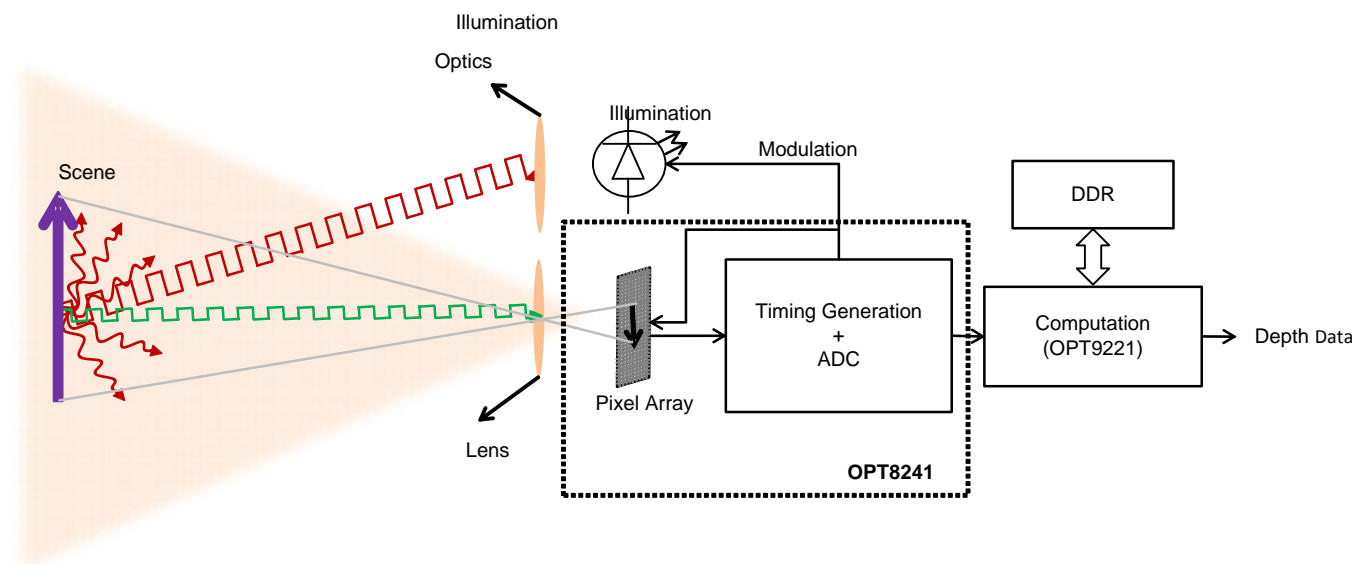 Illumination
Optics
Illumination
Modulation
Scene
DDR
Timing Generation
+
ADC
Computation
(OPT9221)
Depth Data
Pixel Array
Lens
OPT8241